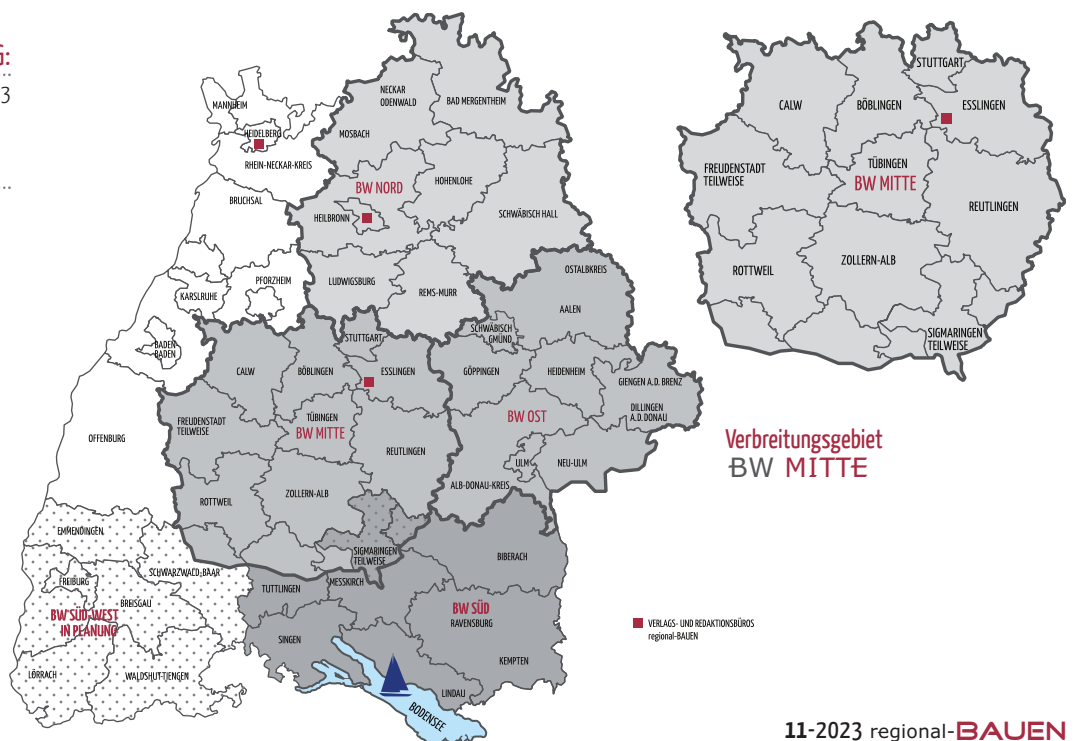 G:
3
MANNHEIM
HEIDELBERG
RHEIN-NECKAR-KREIS
BRUCHSAL
KARLSRUHE
PFORZHEIM
BADEN
BADEN
OFFENBURG
NECKAR
ODENWALD
BAD MERGENTHEIM
MOSBACH
BW NORD
HOHENLOHE
HEILBRONN
SCHWÄBISCH HALL
LUDWIGSBURG
REMS-MURR
OSTALBKREIS
AALEN
SCHWÄBISCH
GMÜND
GÖPPINGEN
HEIDENHEIM
GIENGEN A.D. BRENZ
DILLINGEN
A.D. DONAU
BW OST
ULM
NEU-ULM
ALB-DONAU-KREIS
STUTTGART
CALW
BÖBLINGEN
ESSLINGEN
FREUDENSTADT
TEILWEISE
TÜBINGEN
BW MITTE
REUTLINGEN
ROTTWEIL
ZOLLERN-ALB
SIGMARINGEN
TEILWEISE
EMMENDINGEN
FREIBURG
SCHWARZWALD-BAAR
BREISGAU
BW SÜD-WEST
IN PLANUNG
LÖRRACH
WALDSHUT-TIENGEN
TUTTLINGEN
MESSKIRCH
BIBERACH
BW SÜD
RAVENSBURG
SINGEN
KEMPTEN
LINDAU
BODENSEE
STUTTGART
CALW
BÖBLINGEN
ESSLINGEN
FREUDENSTADT
TEILWEISE
TÜBINGEN
BW MITTE
REUTLINGEN
ROTTWEIL
ZOLLERN-ALB
SIGMARINGEN
TEILWEISE
Verbreitungsgebiet
BW MITTE
VERLAGS- UND REDAKTIONSBÜROS
regional-BAUEN
11-2023 regional-BAUEN